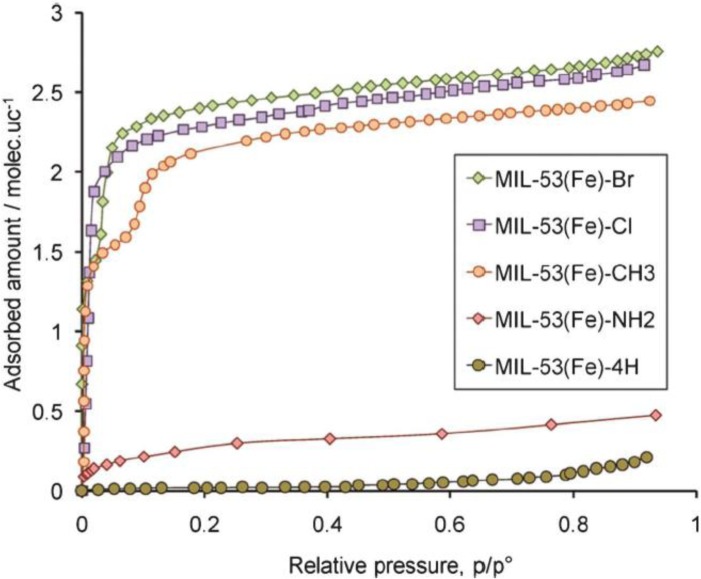 3
2.5
2
1.5
1
0.5
0
Adsorbed amount / molec.uc⁻¹
MIL-53(Fe)-Br
MIL-53(Fe)-Cl
MIL-53(Fe)-CH3
MIL-53(Fe)-NH2
MIL-53(Fe)-4H
0 0.2 0.4 0.6 0.8 1
Relative pressure, p/p°